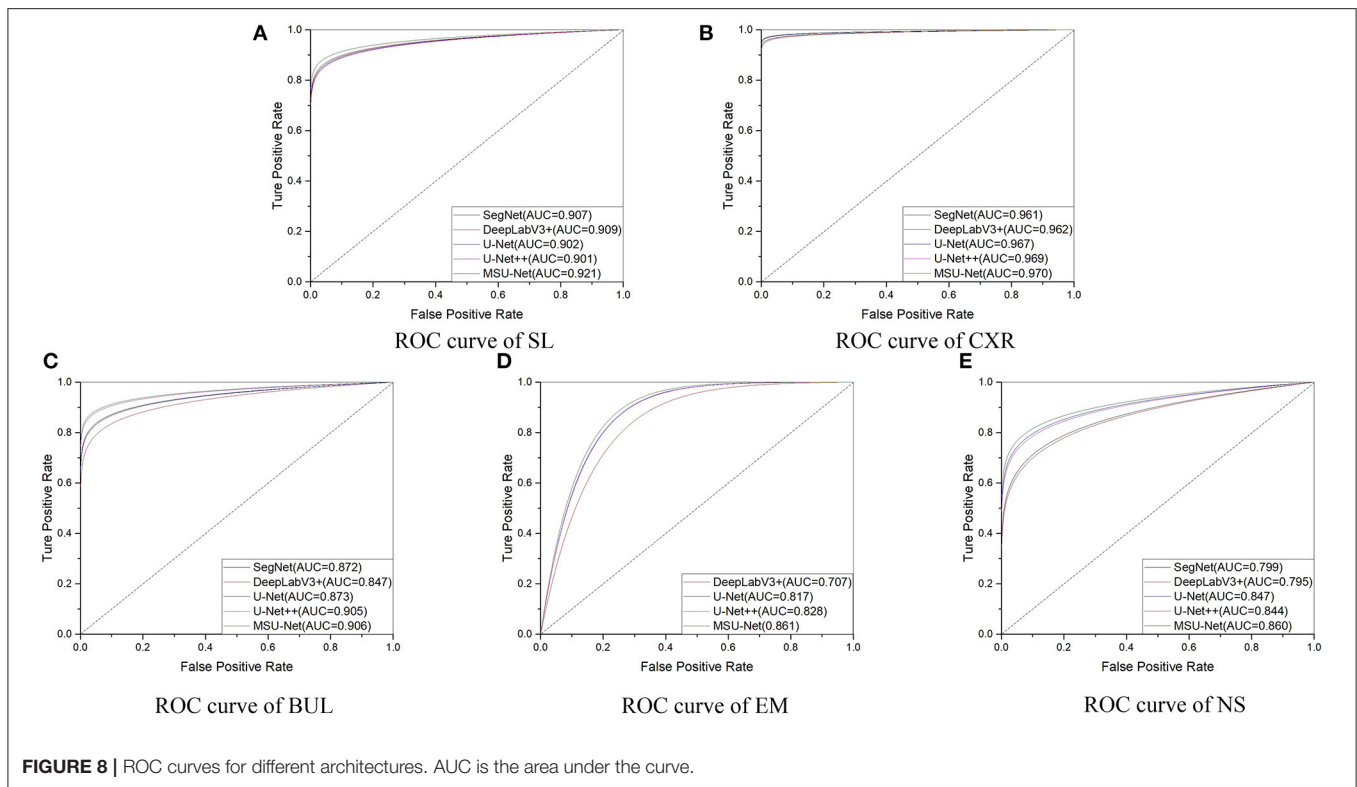 A
1.0
0.8
0.6
0.4
0.2
0.0
Ture Positive Rate
SegNet(AUC=0.907)
DeepLabV3+(AUC=0.909)
U-Net(AUC=0.902)
U-Net++(AUC=0.901)
MSU-Net(AUC=0.921)
0.0 0.2 0.4 0.6 0.8 1.0
False Positive Rate
ROC curve of SL
B
1.0
0.8
0.6
0.4
0.2
0.0
Ture Positive Rate
SegNet(AUC=0.961)
DeepLabV3+(AUC=0.962)
U-Net(AUC=0.967)
U-Net++(AUC=0.969)
MSU-Net(AUC=0.970)
0.0 0.2 0.4 0.6 0.8 1.0
False Positive Rate
ROC curve of CXR
C
1.0
0.8
0.6
0.4
0.2
0.0
Ture Positive Rate
SegNet(AUC=0.872)
DeepLabV3+(AUC=0.847)
U-Net(AUC=0.873)
U-Net++(AUC=0.905)
MSU-Net(AUC=0.906)
0.0 0.2 0.4 0.6 0.8 1.0
False Positive Rate
ROC curve of BUL
D
1.0
0.8
0.6
0.4
0.2
0.0
Ture Positive Rate
DeepLabV3+(AUC=0.707)
U-Net(AUC=0.817)
U-Net++(AUC=0.828)
MSU-Net(0.861)
0.0 0.2 0.4 0.6 0.8 1.0
False Positive Rate
ROC curve of EM
E
1.0
0.8
0.6
0.4
0.2
0.0
Ture Positive Rate
SegNet(AUC=0.799)
DeepLabV3+(AUC=0.795)
U-Net(AUC=0.847)
U-Net++(AUC=0.844)
MSU-Net(AUC=0.860)
0.0 0.2 0.4 0.6 0.8 1.0
False Positive Rate
ROC curve of NS
FIGURE 8 | ROC curves for different architectures. AUC is the area under the curve.